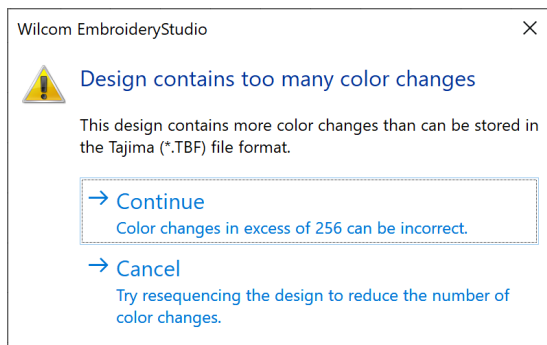 Wilcom EmbroideryStudio
Design contains too many color changes
This design contains more color changes than can be stored in
the Tajima (*.TBF) file format.
Continue
Color changes in excess of 256 can be incorrect.
Cancel
Try resequencing the design to reduce the number of
color changes.